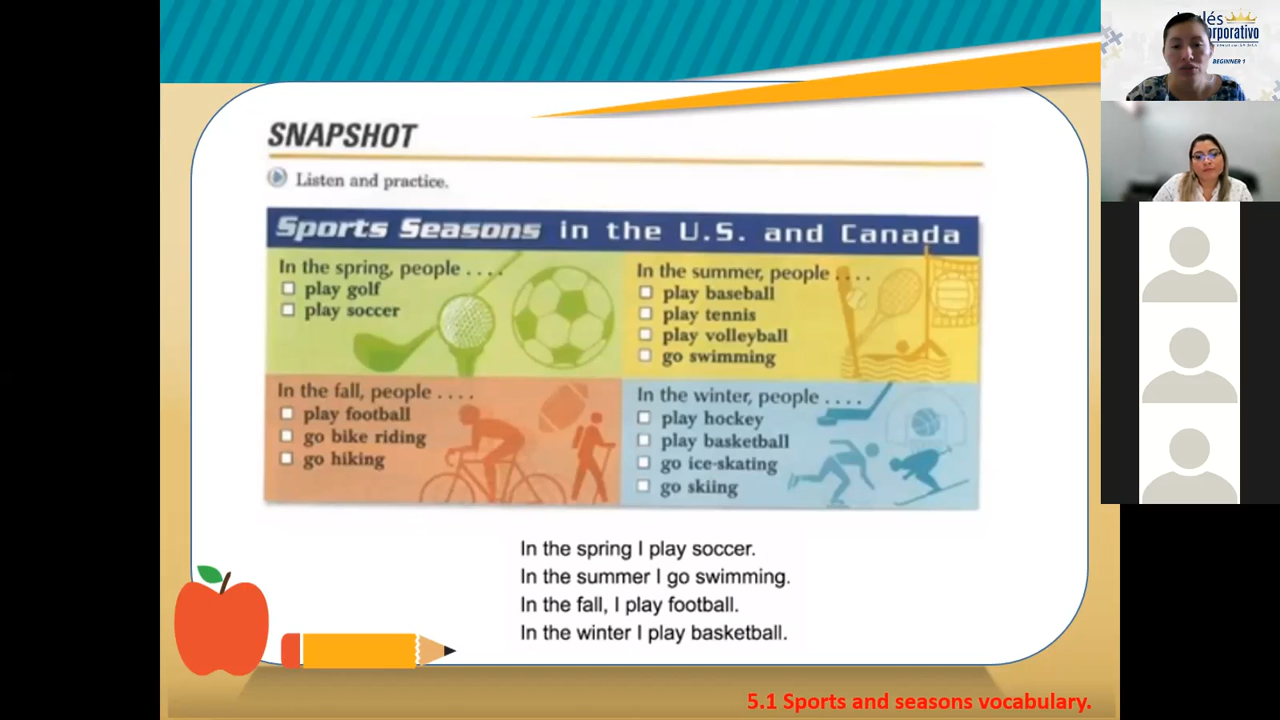 SNAPSHOT
Listen and practice.
Sports Seasons in the U.S. and Canada
In the spring, people . . . .
play golf
play soccer
In the summer, people . . . .
play baseball
play tennis
play volleyball
go swimming
In the fall, people . . . .
play football
go bike riding
go hiking
In the winter, people . . . .
play hockey
play basketball
go ice-skating
go skiing
In the spring I play soccer.
In the summer I go swimming.
In the fall, I play football.
In the winter I play basketball.
5.1 Sports and seasons vocabulary.
BEGINNER 1